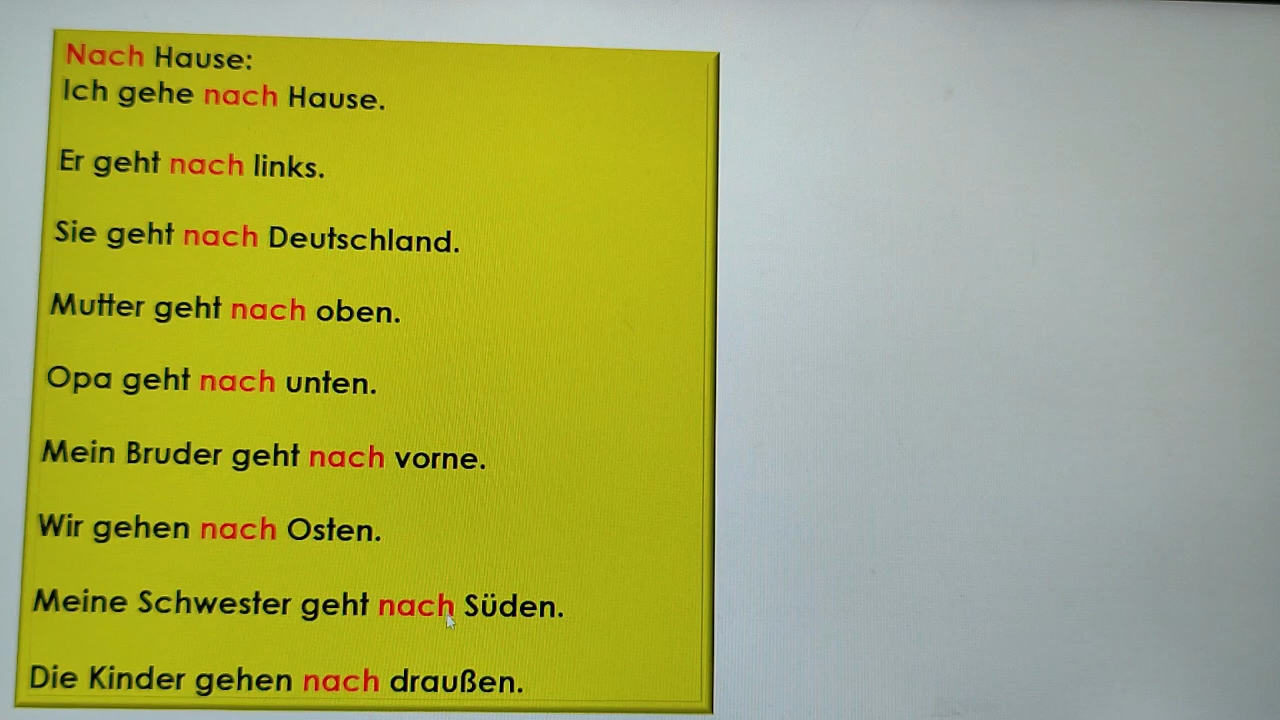 Nach Hause:
Ich gehe nach Hause.
Er geht nach links.
Sie geht nach Deutschland.
Mutter geht nach oben.
Opa geht nach unten.
Mein Bruder geht nach vorne.
Wir gehen nach Osten.
Meine Schwester geht nach Süden.
Die Kinder gehen nach draußen.